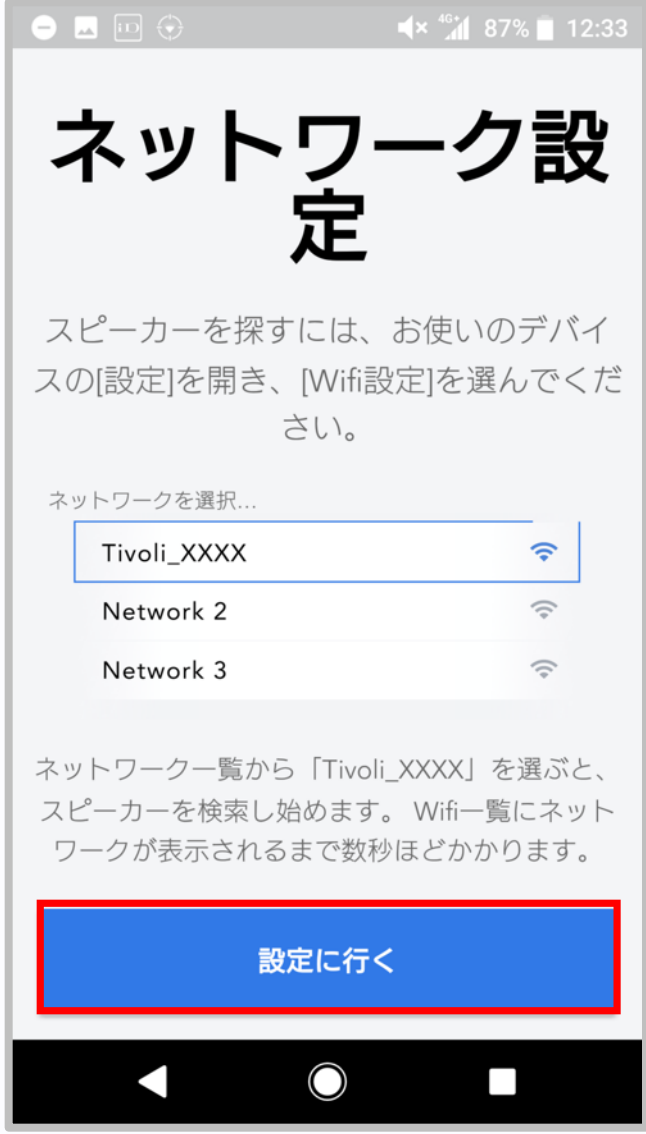 4G+ 87% 12:33
ネットワーク設
定
スピーカーを探すには、お使いのデバイ
スの[設定]を開き、[Wifi設定]を選んでくだ
さい。
ネットワークを選択...
Tivoli_XXXX
Network 2
Network 3
ネットワーク一覧から「Tivoli_XXXX」を選ぶと、
スピーカーを検索し始めます。 Wifi一覧にネット
ワークが表示されるまで数秒ほどかかります。
設定に行く